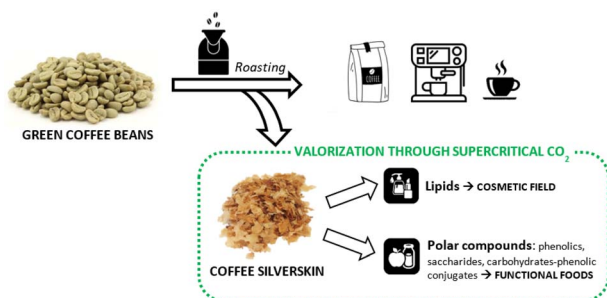 Roasting
COFFEE
GREEN COFFEE BEANS
VALORIZATION THROUGH SUPERCRITICAL CO2
Lipids → COSMETIC FIELD
COFFEE SILVERSKIN
Polar compounds: phenolics,
saccharides, carbohydrates-phenolic
conjugates → FUNCTIONAL FOODS